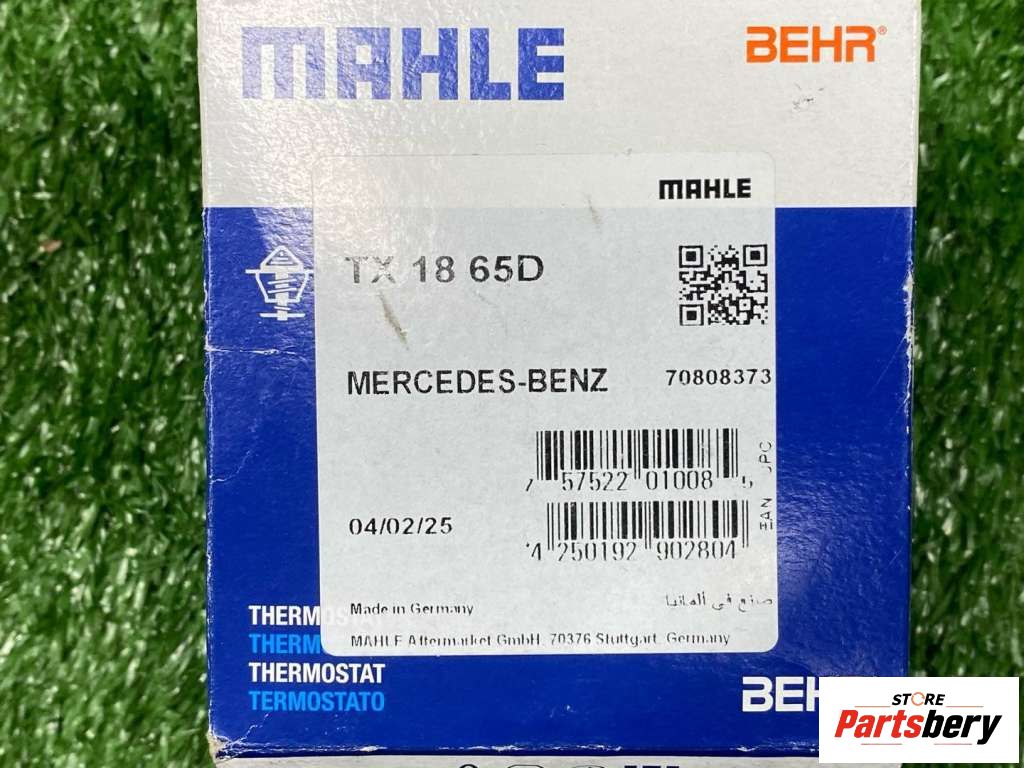 MAHLE
BEHR®
MAHLE
TX 18 65D
MERCEDES-BENZ
70808373
7 57522 01008 5
UPC
04/02/25
4 250192 902804
EAN
Made in Germany
صنع في ألمانيا
MAHLE Aftermarket GmbH, 70376 Stuttgart, Germany
THERMOSTAT
THERM
THERMOSTAT
TERMOSTATO
BEHR
STORE
Partsbery